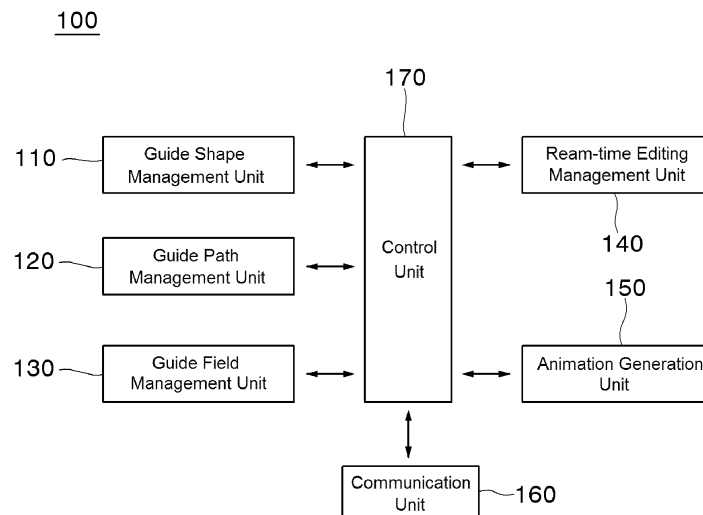 100
170
110
Guide Shape
Management Unit
Ream-time Editing
Management Unit
140
120
Guide Path
Management Unit
Control
Unit
150
130
Guide Field
Management Unit
Animation Generation
Unit
Communication
Unit
160